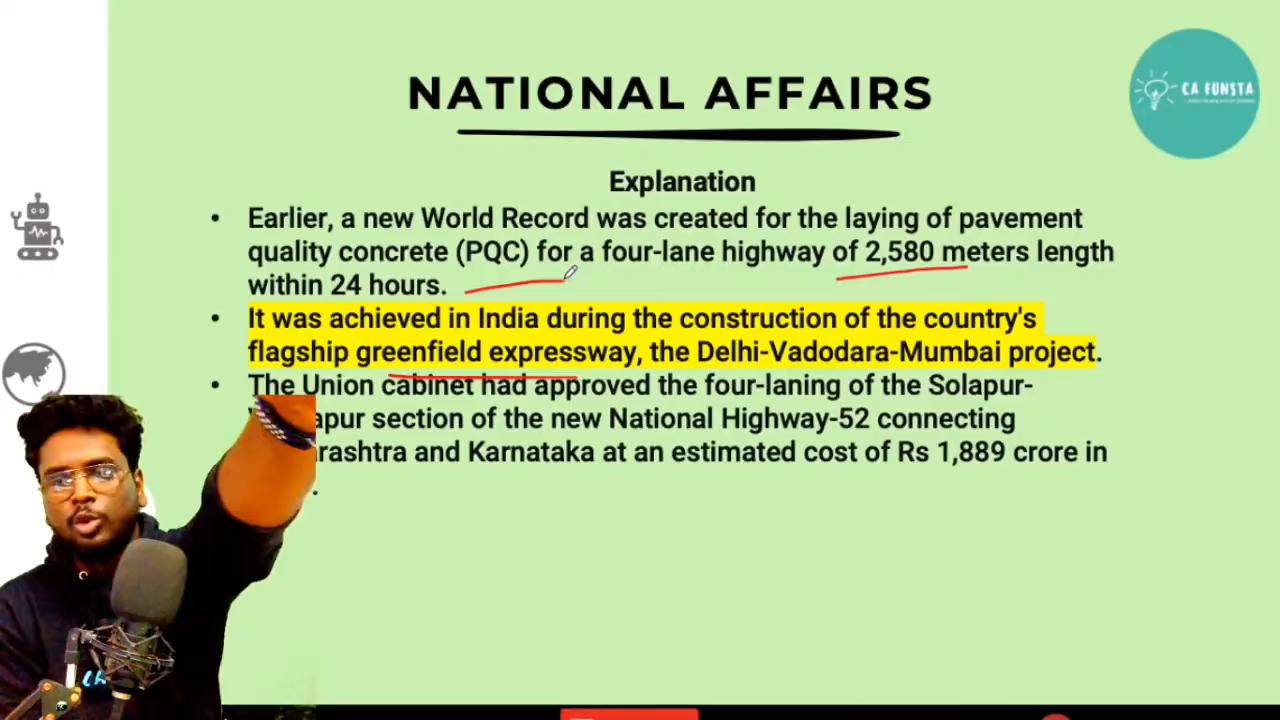 NATIONAL AFFAIRS
CA FUNSTA
Explanation
• Earlier, a new World Record was created for the laying of pavement
quality concrete (PQC) for a four-lane highway of 2,580 meters length
within 24 hours.
• It was achieved in India during the construction of the country's
flagship greenfield expressway, the Delhi-Vadodara-Mumbai project.
• The Union cabinet had approved the four-laning of the Solapur-
apur section of the new National Highway-52 connecting
rashtra and Karnataka at an estimated cost of Rs 1,889 crore in
.